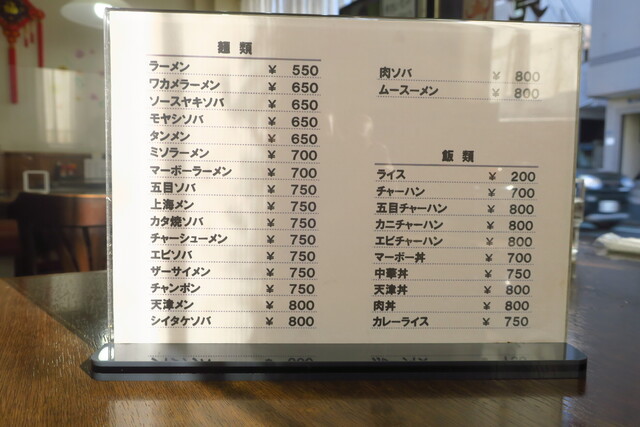 麺類
ラーメン ¥ 550
ワカメラーメン ¥ 650
ソースヤキソバ ¥ 650
モヤシソバ ¥ 650
タンメン ¥ 650
ミソラーメン ¥ 700
マーボーラーメン ¥ 700
五目ソバ ¥ 750
上海メン ¥ 750
カタ焼ソバ ¥ 750
チャーシューメン ¥ 750
エビソバ ¥ 750
ザーサイメン ¥ 750
チャンポン ¥ 750
天津メン ¥ 800
シイタケソバ ¥ 800
肉ソバ ¥ 800
ムースーメン ¥ 800
飯類
ライス ¥ 200
チャーハン ¥ 700
五目チャーハン ¥ 800
カニチャーハン ¥ 800
エビチャーハン ¥ 800
マーボー丼 ¥ 700
中華丼 ¥ 750
天津丼 ¥ 800
肉丼 ¥ 800
カレーライス ¥ 750